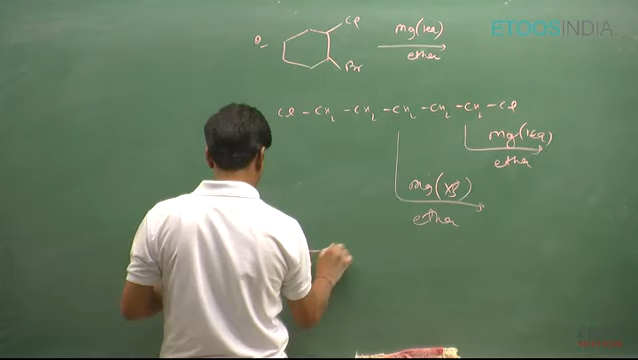 ETOOSINDIA
Q- Cl Mg(1eq)
ether
Br
Cl - CH2 - CH2 - CH2 - CH2 - CH2 - Cl
Mg(1eq)
ether
Mg(XS)
ether